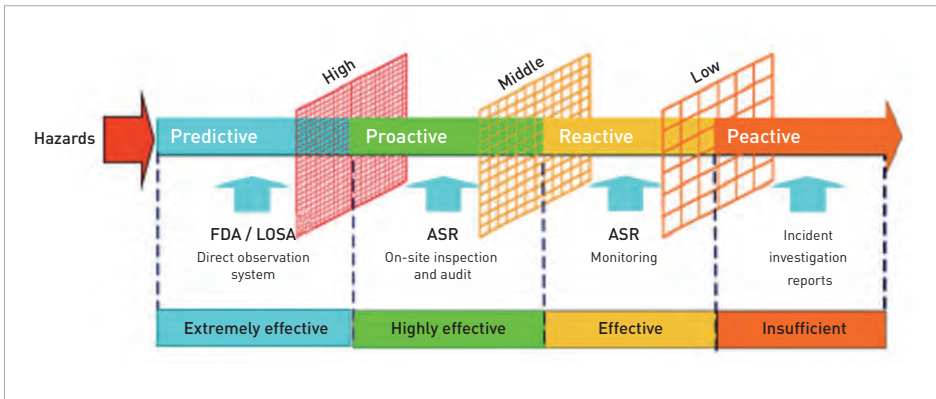 High
Middle
Low
Hazards
Predictive
Proactive
Reactive
Peactive
FDA / LOSA
Direct observation
system
ASR
On-site inspection
and audit
ASR
Monitoring
Incident
investigation
reports
Extremely effective
Highly effective
Effective
Insufficient